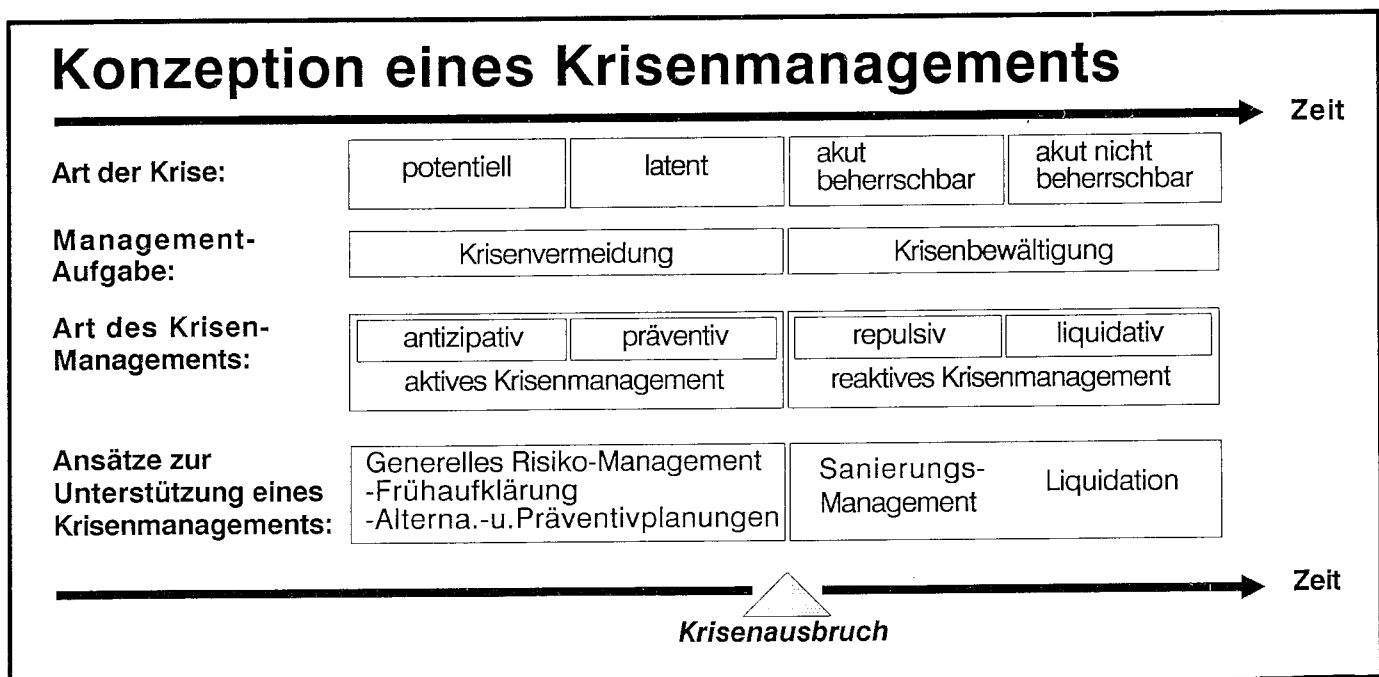 Konzeption eines Krisenmanagements
Zeit
Art der Krise:
potentiell
latent
akut
beherrschbar
akut nicht
beherrschbar
Management-
Aufgabe:
Krisenvermeidung
Krisenbewältigung
Art des Krisen-
Managements:
antizipativ
präventiv
repulsiv
liquidativ
aktives Krisenmanagement
reaktives Krisenmanagement
Ansätze zur
Unterstützung eines
Krisenmanagements:
Generelles Risiko-Management
-Frühaufklärung
-Alterna.-u.Präventivplanungen
Sanierungs-
Management
Liquidation
Zeit
Krisenausbruch